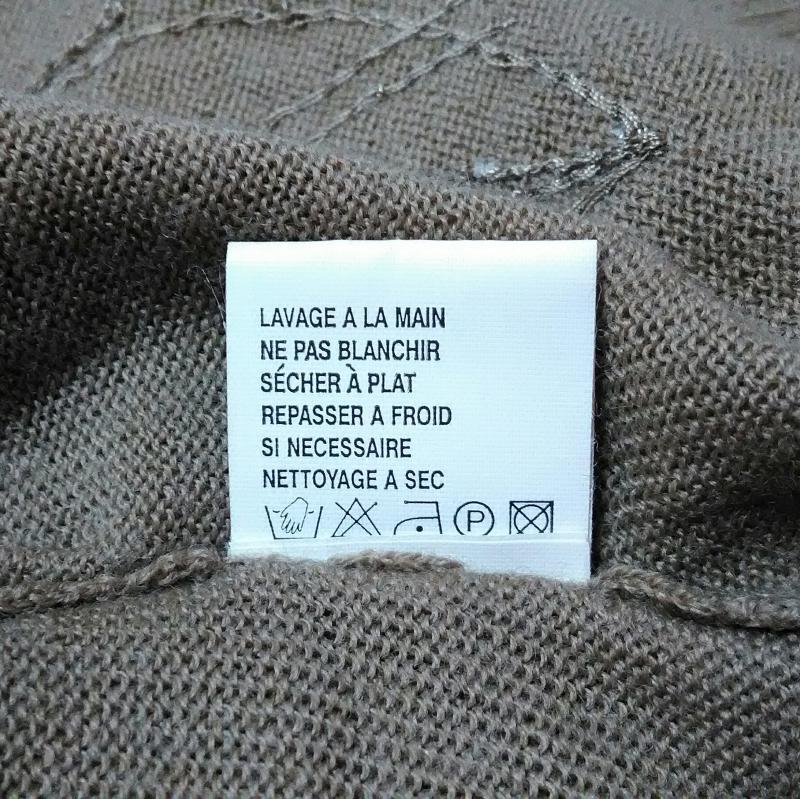 LAVAGE A LA MAIN
NE PAS BLANCHIR
SÉCHER À PLAT
REPASSER A FROID
SI NECESSAIRE
NETTOYAGE A SEC
P